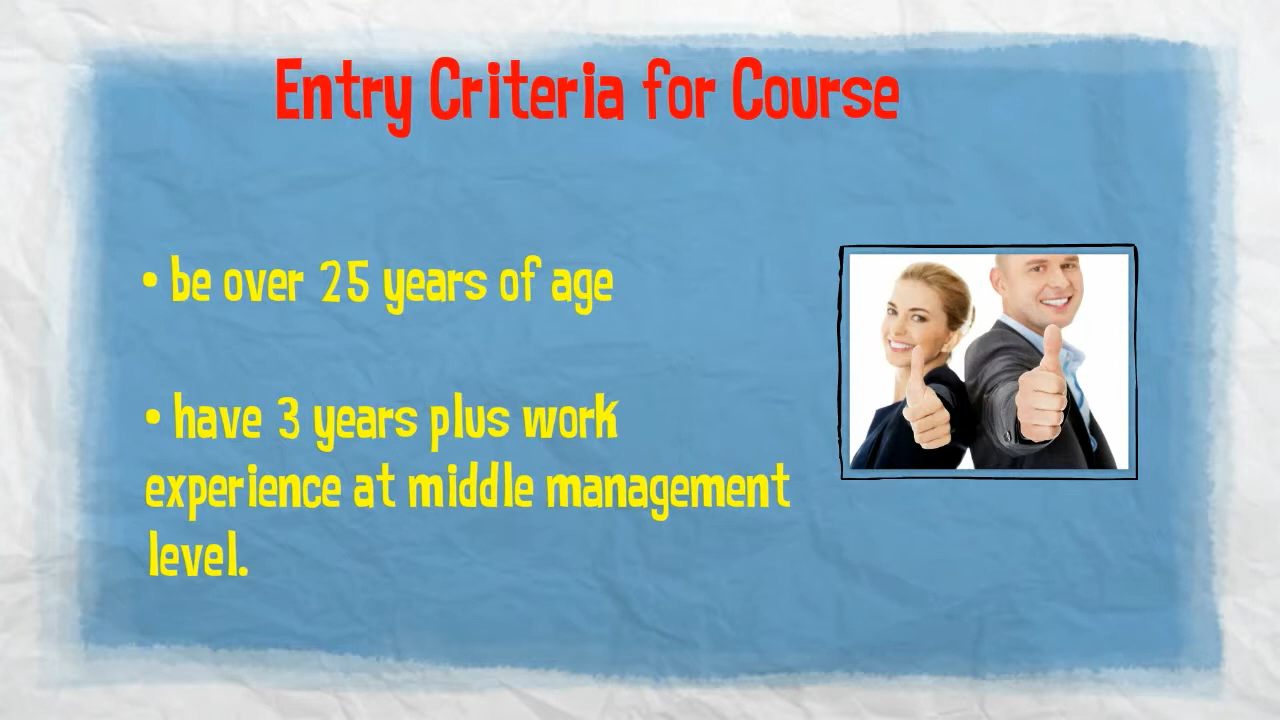 Entry Criteria for Course
• be over 25 years of age
• have 3 years plus work
experience at middle management
level.